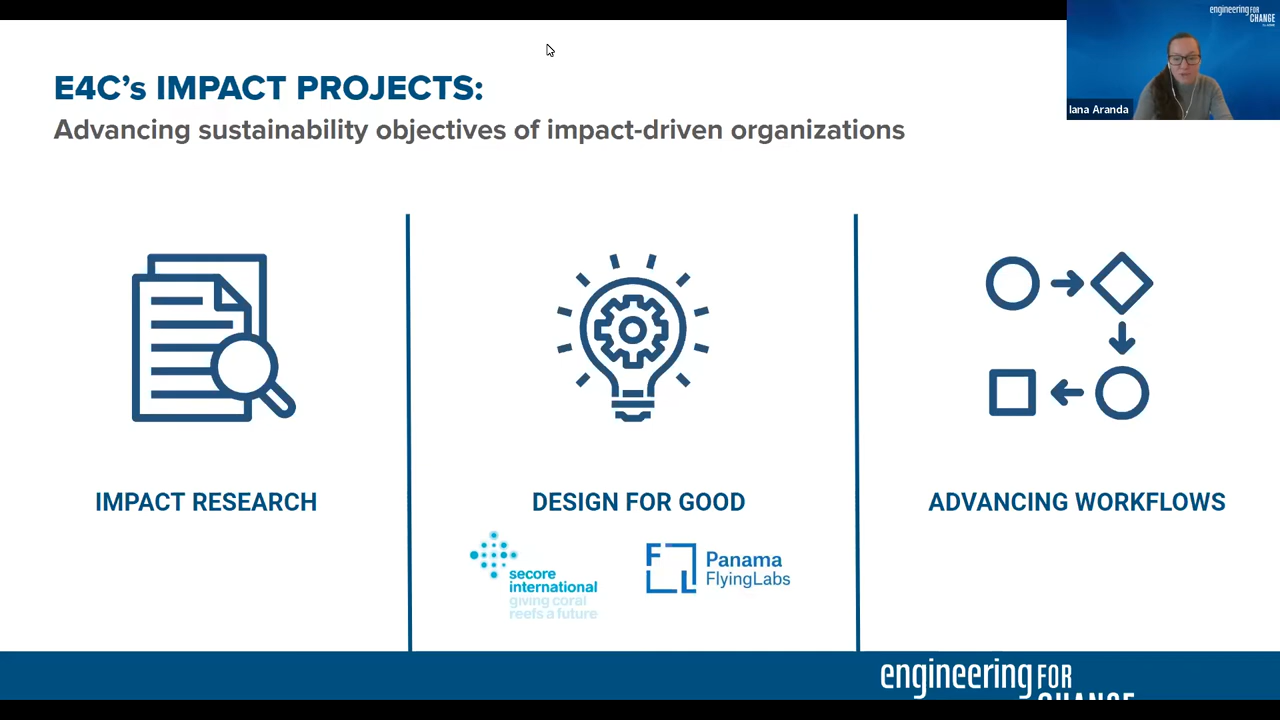 engineering FOR
CHANGE
Iana Aranda
E4C's IMPACT PROJECTS:
Advancing sustainability objectives of impact-driven organizations
IMPACT RESEARCH
DESIGN FOR GOOD
ADVANCING WORKFLOWS
secore
international
giving coral
reefs a future
F L
Panama
FlyingLabs
engineering FOR
CHANGE